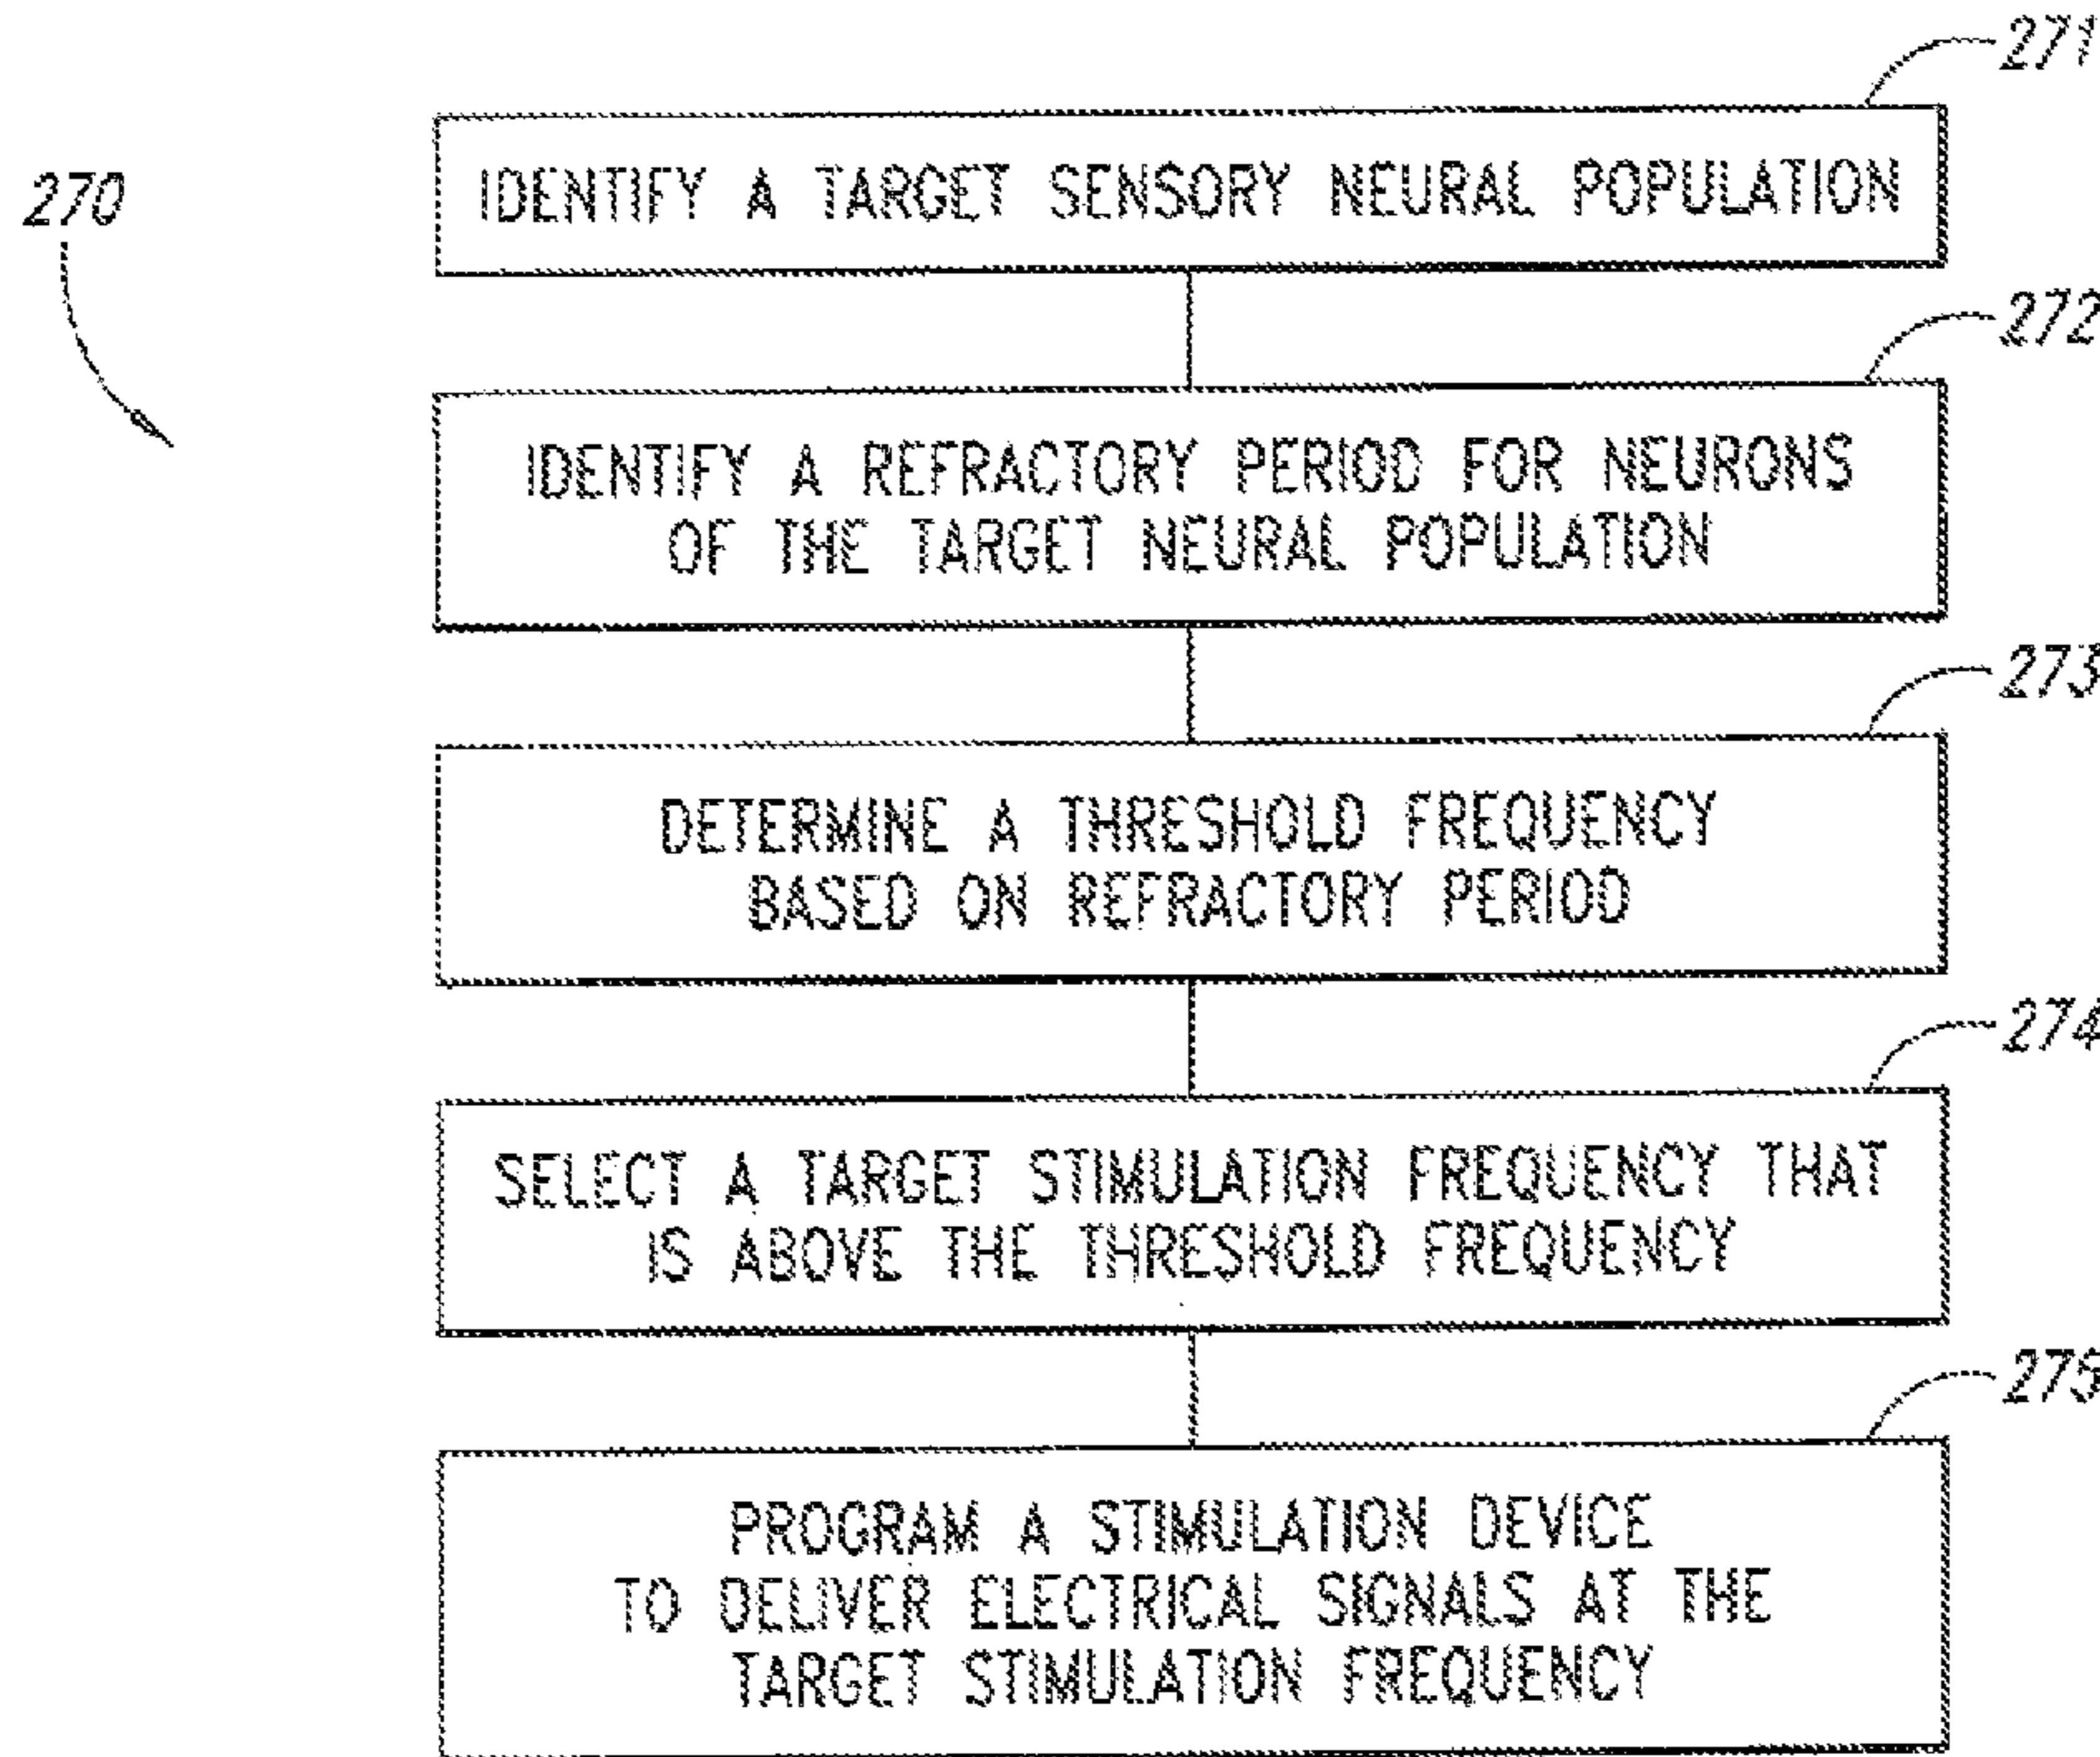 271
IDENTIFY A TARGET SENSORY NEURAL POPULATION
270
272
IDENTIFY A REFRACTORY PERIOD FOR NEURONS
OF THE TARGET NEURAL POPULATION
273
DETERMINE A THRESHOLD FREQUENCY
BASED ON REFRACTORY PERIOD
274
SELECT A TARGET STIMULATION FREQUENCY THAT
IS ABOVE THE THRESHOLD FREQUENCY
275
PROGRAM A STIMULATION DEVICE
TO DELIVER ELECTRICAL SIGNALS AT THE
TARGET STIMULATION FREQUENCY